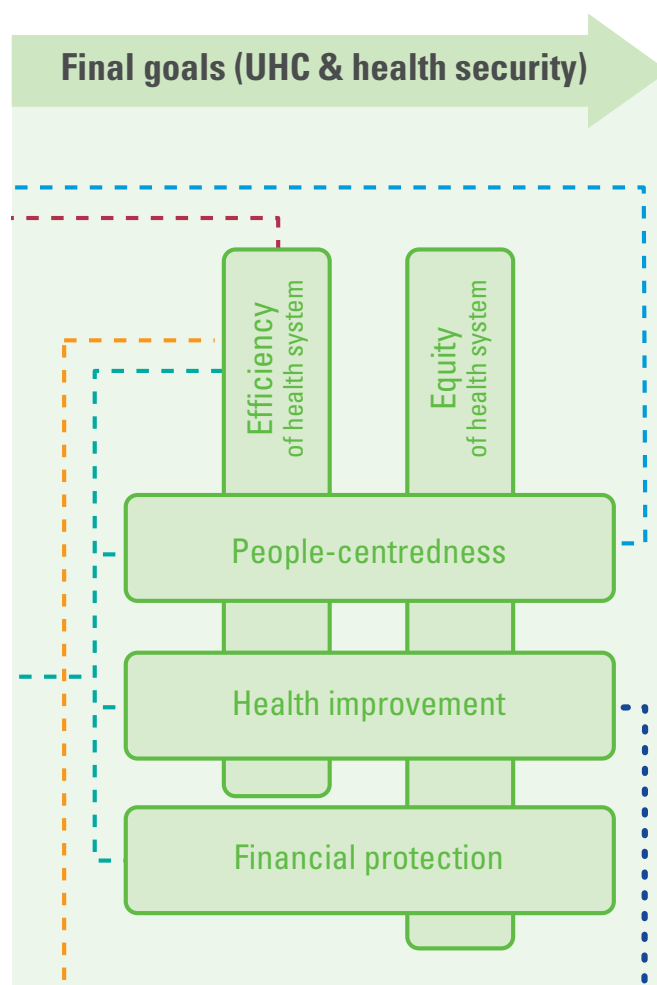 Final goals (UHC & health security)
Efficiency
of health system
Equity
of health system
People-centredness
Health improvement
Financial protection